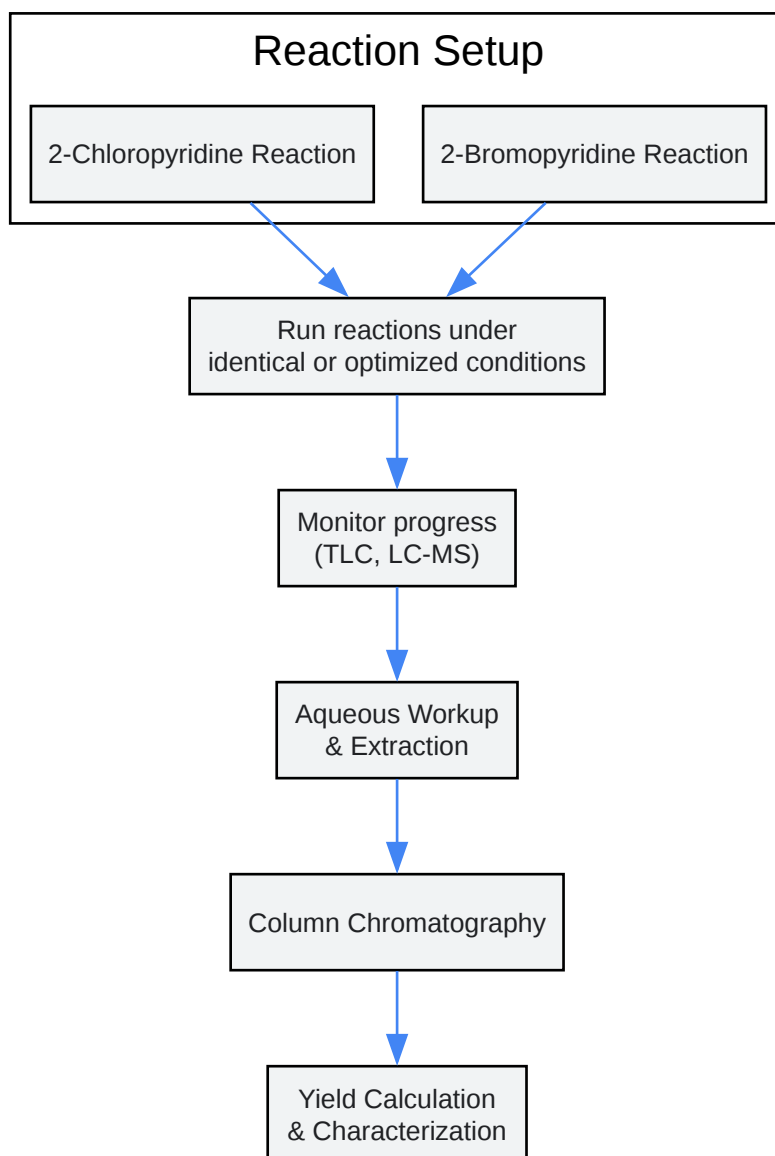 Reaction Setup
2-Chloropyridine Reaction
2-Bromopyridine Reaction
Run reactions under
identical or optimized conditions
Monitor progress
(TLC, LC-MS)
Aqueous Workup
& Extraction
Column Chromatography
Yield Calculation
& Characterization